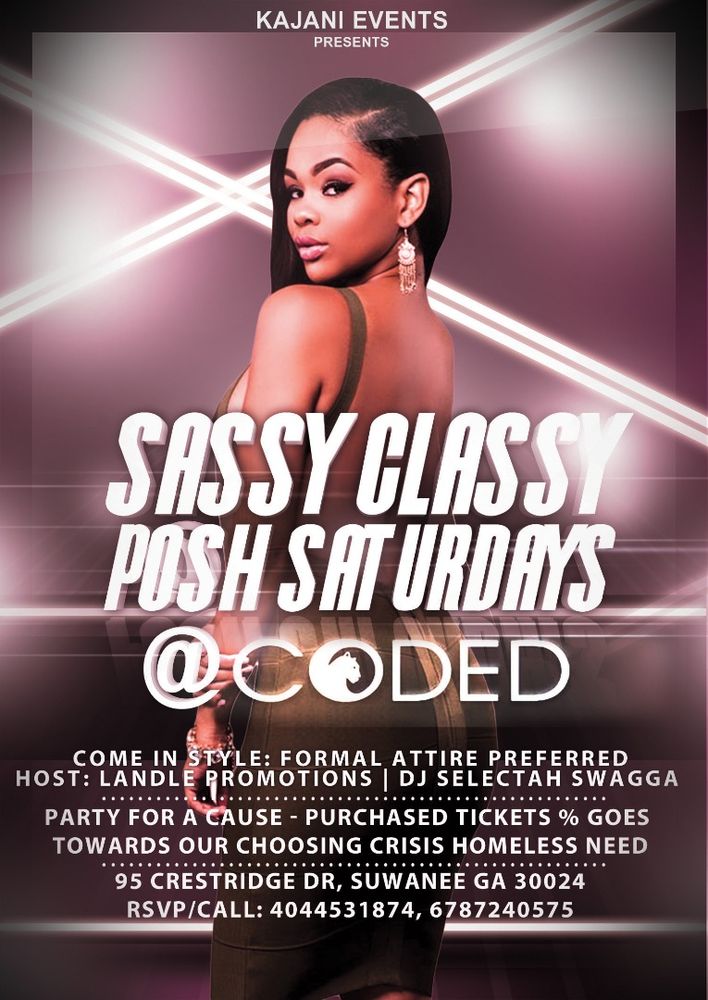 KAJANI EVENTS
PRESENTS
SASSY CLASSY
POSH SATURDAYS
@CODED
COME IN STYLE: FORMAL ATTIRE PREFERRED
HOST: LANDLE PROMOTIONS | DJ SELECTAH SWAGGA
PARTY FOR A CAUSE - PURCHASED TICKETS % GOES
TOWARDS OUR CHOOSING CRISIS HOMELESS NEED
95 CRESTRIDGE DR, SUWANEE GA 30024
RSVP/CALL: 4044531874, 6787240575